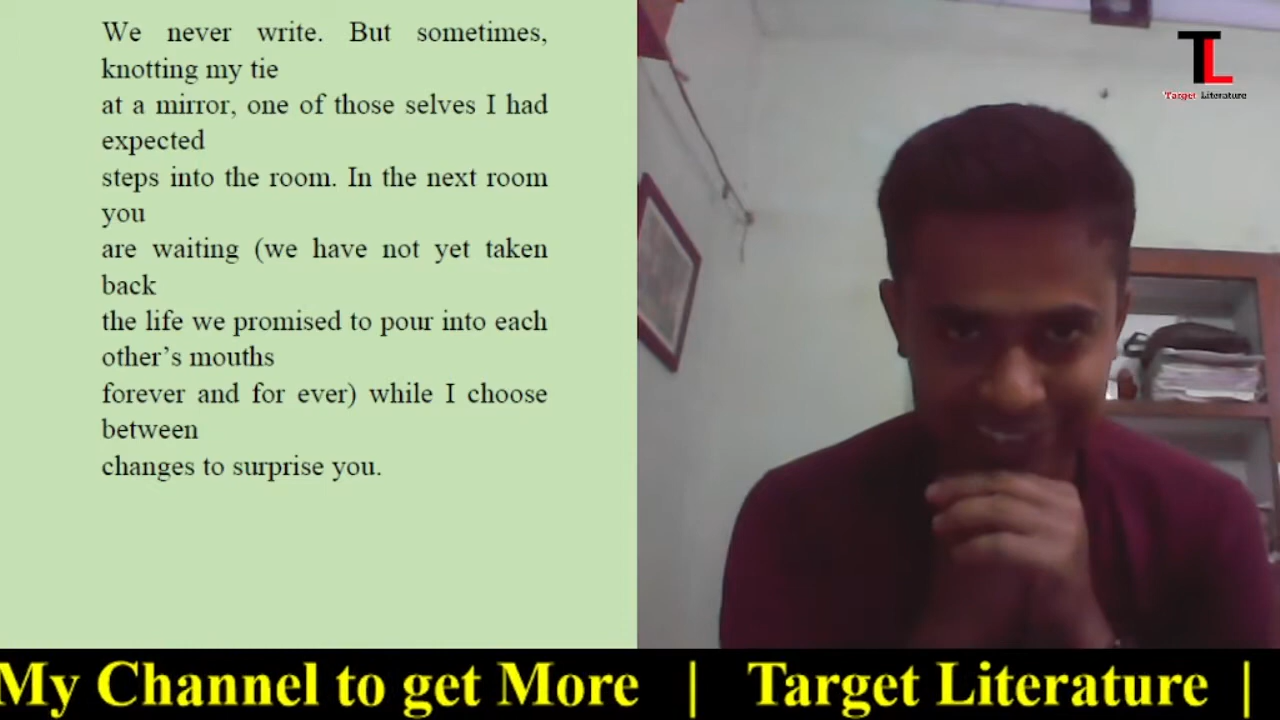 We never write. But sometimes,
knotting my tie
at a mirror, one of those selves I had
expected
steps into the room. In the next room
you
are waiting (we have not yet taken
back
the life we promised to pour into each
other’s mouths
forever and for ever) while I choose
between
changes to surprise you.
TL
Target Literature
My Channel to get More | Target Literature |